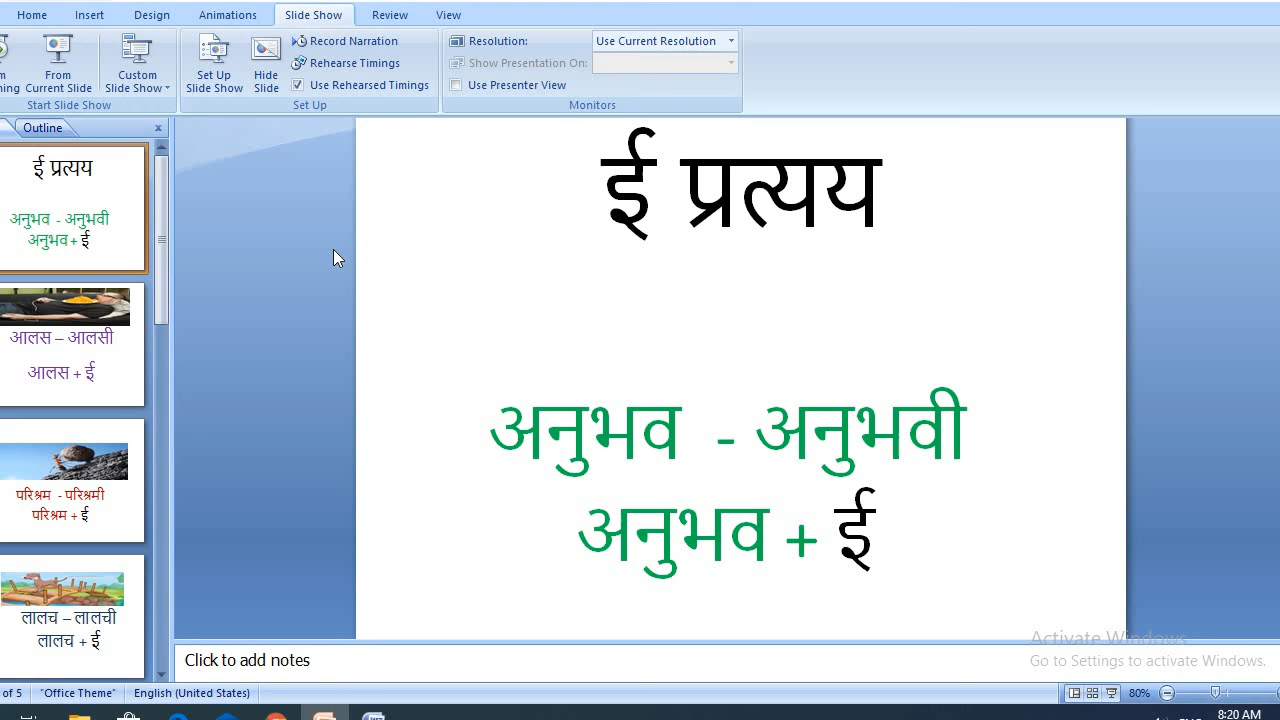 Home Insert Design Animations Slide Show Review View
From Current Slide
Custom Slide Show
Start Slide Show
Set Up Slide Show
Hide Slide
Record Narration
Rehearse Timings
Use Rehearsed Timings
Set Up
Resolution: Use Current Resolution
Show Presentation On:
Use Presenter View
Monitors
Outline x
ई प्रत्यय
अनुभव - अनुभवी
अनुभव+ ई
आलस – आलसी
आलस + ई
परिश्रम - परिश्रमी
परिश्रम + ई
लालच – लालची
लालच + ई
ई प्रत्यय
अनुभव - अनुभवी
अनुभव + ई
Click to add notes
Activate Windows
Go to Settings to activate Windows.
of 5 "Office Theme" English (United States) 80%
8:20 AM